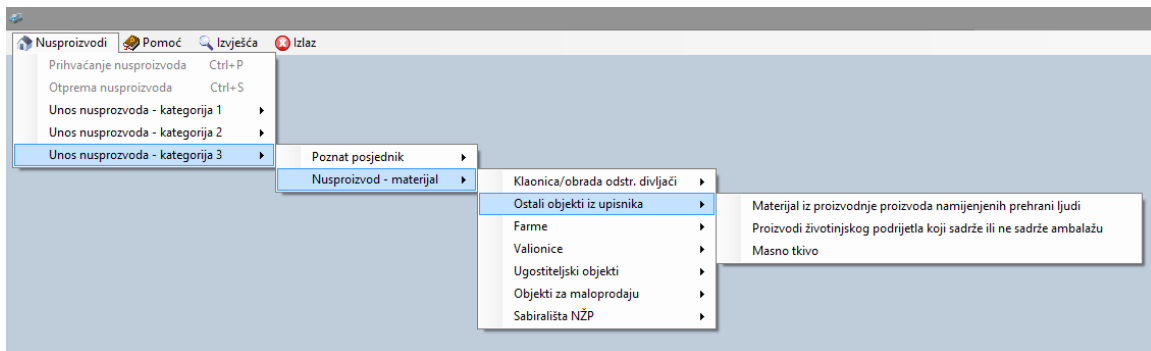 Nusproizvodi Pomoć Izvješća Izlaz
Prihvaćanje nusproizvoda Ctrl+P
Otprema nusproizvoda Ctrl+S
Unos nusprozvoda - kategorija 1
Unos nusprozvoda - kategorija 2
Unos nusprozvoda - kategorija 3
Poznat posjednik
Nusproizvod - materijal
Klaonica/obrada odstr. divljači
Ostali objekti iz upisnika
Farme
Valionice
Ugostiteljski objekti
Objekti za maloprodaju
Sabirališta NŽP
Materijal iz proizvodnje proizvoda namijenjenih prehrani ljudi
Proizvodi životinjskog podrijetla koji sadrže ili ne sadrže ambalažu
Masno tkivo